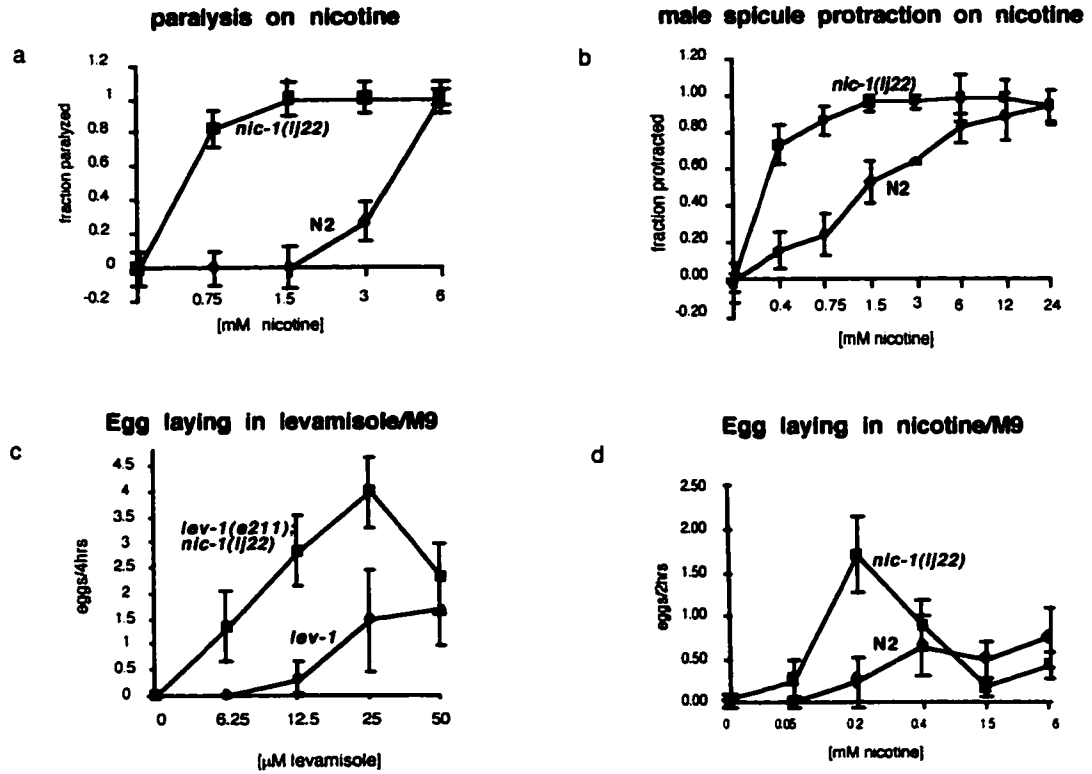 paralysis on nicotine
a
1.2
1
0.8
0.6
0.4
0.2
0
-0.2
fraction paralyzed
nic-1(lj22)
N2
0.75
1.5
3
6
[mM nicotine]
male spicule protraction on nicotine
b
1.20
1.00
0.80
0.60
0.40
0.20
0.00
-0.20
fraction protracted
nic-1(lj22)
N2
0.4
0.75
1.5
3
6
12
24
[mM nicotine]
Egg laying in levamisole/M9
c
4.5
4
3.5
3
2.5
2
1.5
1
0.5
0
eggs/4hrs
lev-1(e211);
nic-1(lj22)
lev-1
0
6.25
12.5
25
50
[µM levamisole]
Egg laying in nicotine/M9
d
2.50
2.00
1.50
1.00
0.50
0.00
eggs/2hrs
nic-1(lj22)
N2
0
0.05
0.2
0.4
1.5
6
[mM nicotine]